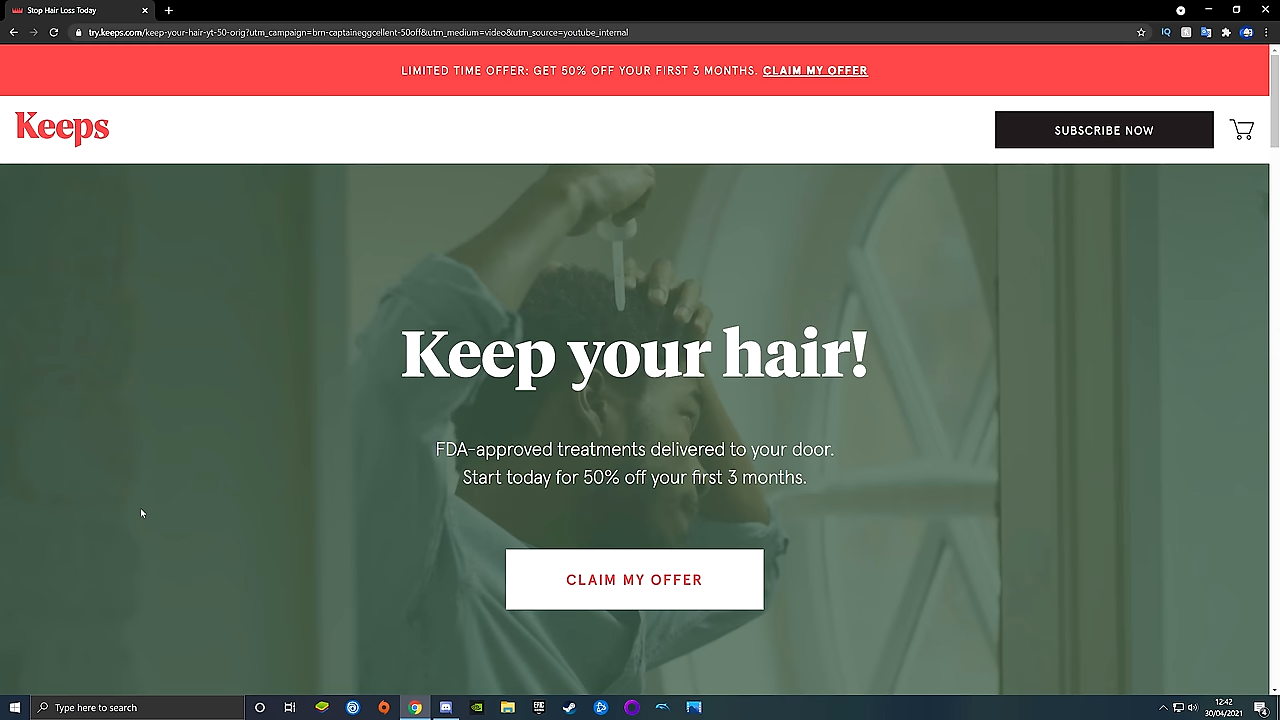 Stop Hair Loss Today
try.keeps.com/keep-your-hair-yt-50-orig?utm_campaign=brn-captaineggcellent-50off&utm_medium=video&utm_source=youtube_internal
LIMITED TIME OFFER: GET 50% OFF YOUR FIRST 3 MONTHS. CLAIM MY OFFER
Keeps
SUBSCRIBE NOW
Keep your hair!
FDA-approved treatments delivered to your door.
Start today for 50% off your first 3 months.
CLAIM MY OFFER
Type here to search
12:42
30/04/2021